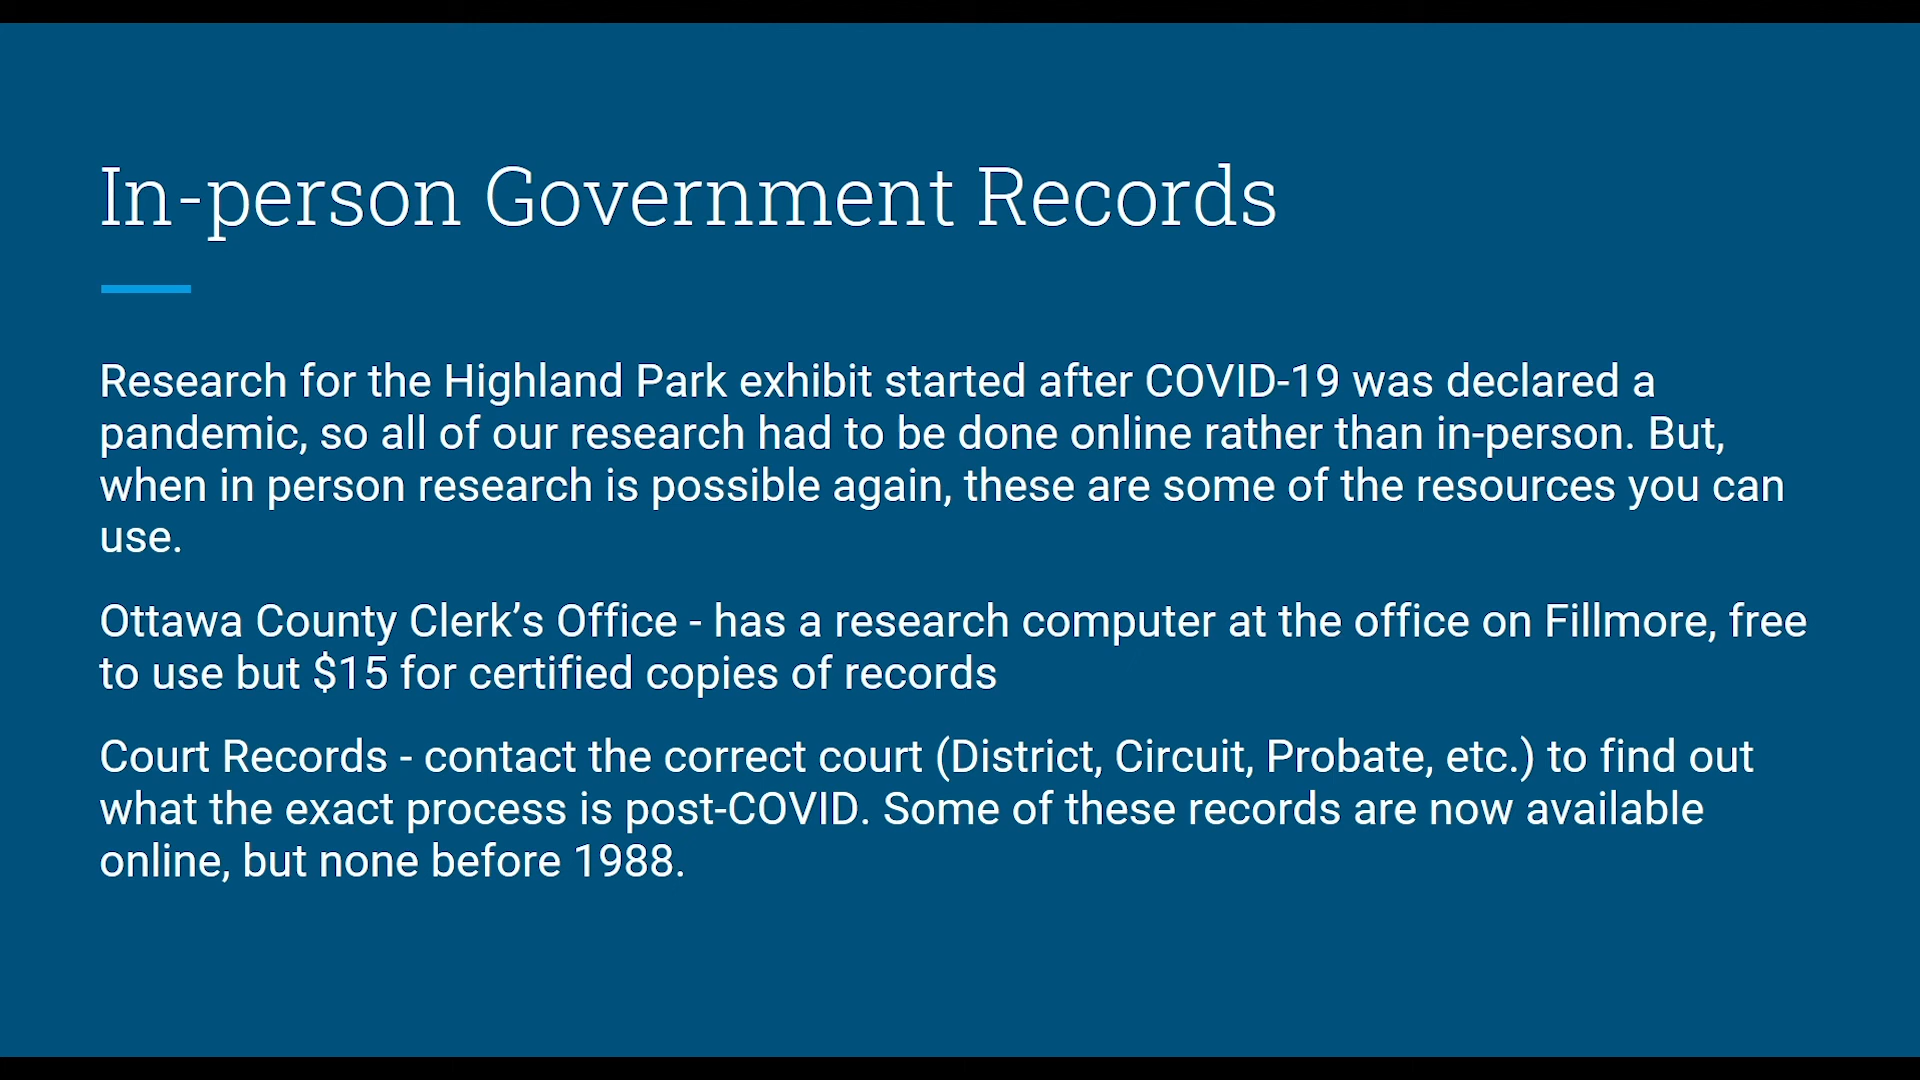 In-person Government Records
Research for the Highland Park exhibit started after COVID-19 was declared a
pandemic, so all of our research had to be done online rather than in-person. But,
when in person research is possible again, these are some of the resources you can
use.
Ottawa County Clerk’s Office - has a research computer at the office on Fillmore, free
to use but $15 for certified copies of records
Court Records - contact the correct court (District, Circuit, Probate, etc.) to find out
what the exact process is post-COVID. Some of these records are now available
online, but none before 1988.